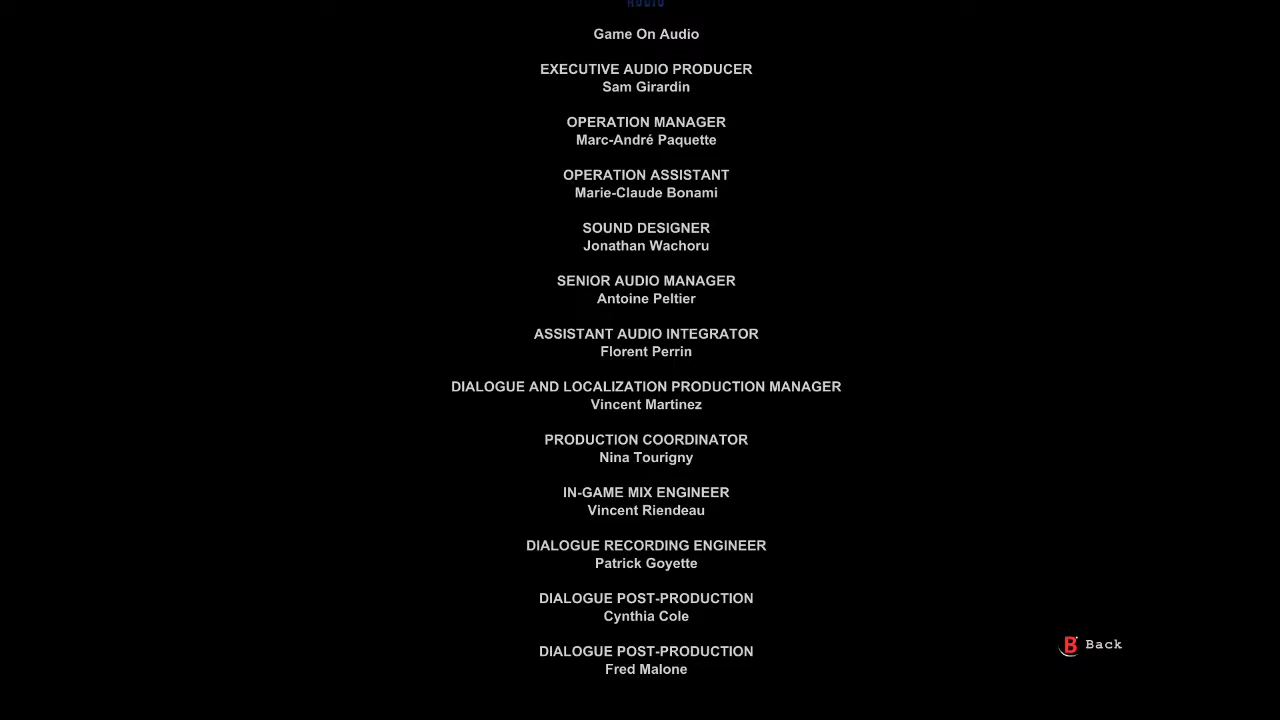 AUDIO
Game On Audio
EXECUTIVE AUDIO PRODUCER
Sam Girardin
OPERATION MANAGER
Marc-André Paquette
OPERATION ASSISTANT
Marie-Claude Bonami
SOUND DESIGNER
Jonathan Wachoru
SENIOR AUDIO MANAGER
Antoine Peltier
ASSISTANT AUDIO INTEGRATOR
Florent Perrin
DIALOGUE AND LOCALIZATION PRODUCTION MANAGER
Vincent Martinez
PRODUCTION COORDINATOR
Nina Tourigny
IN-GAME MIX ENGINEER
Vincent Riendeau
DIALOGUE RECORDING ENGINEER
Patrick Goyette
DIALOGUE POST-PRODUCTION
Cynthia Cole
B Back
DIALOGUE POST-PRODUCTION
Fred Malone